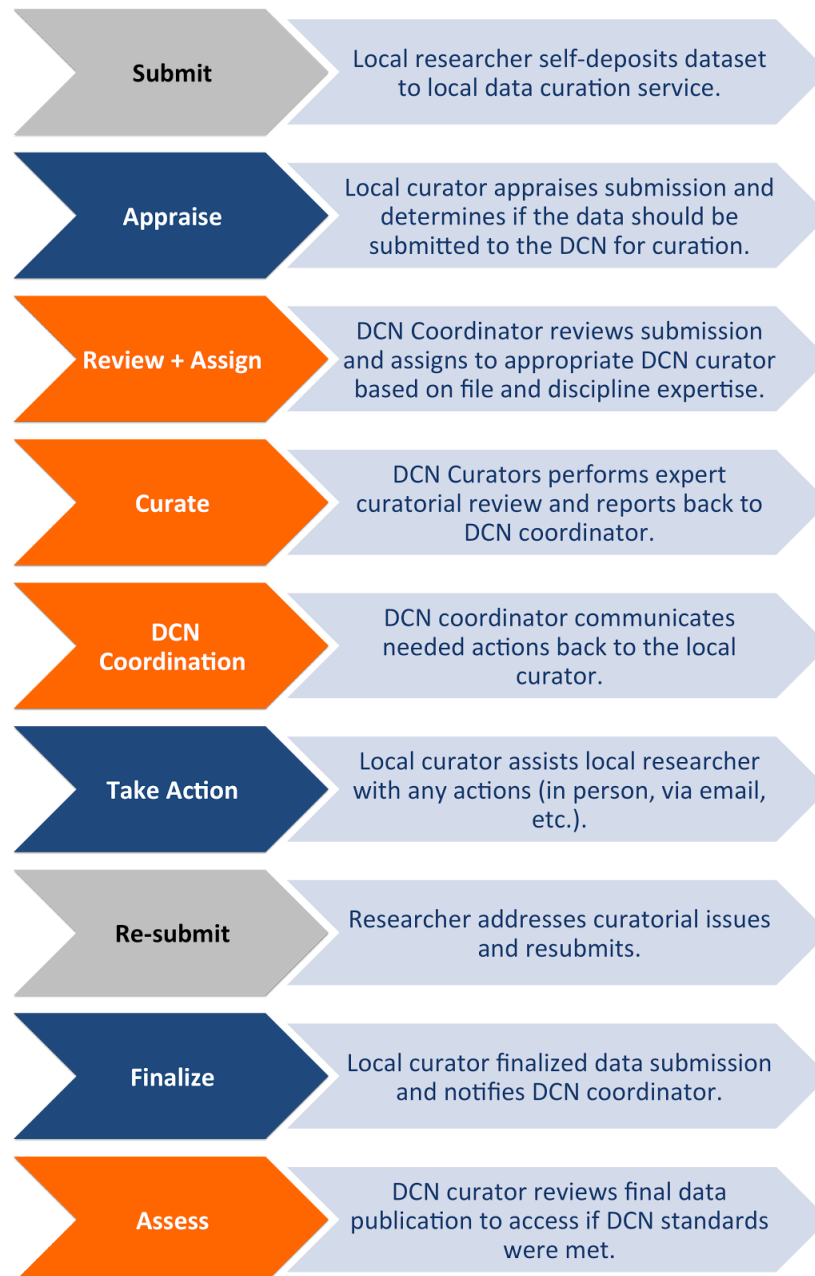 Submit
Local researcher self-deposits dataset
to local data curation service.
Appraise
Local curator appraises submission and
determines if the data should be
submitted to the DCN for curation.
Review + Assign
DCN Coordinator reviews submission
and assigns to appropriate DCN curator
based on file and discipline expertise.
Curate
DCN Curators performs expert
curatorial review and reports back to
DCN coordinator.
DCN
Coordination
DCN coordinator communicates
needed actions back to the local
curator.
Take Action
Local curator assists local researcher
with any actions (in person, via email,
etc.).
Re-submit
Researcher addresses curatorial issues
and resubmits.
Finalize
Local curator finalized data submission
and notifies DCN coordinator.
Assess
DCN curator reviews final data
publication to access if DCN standards
were met.